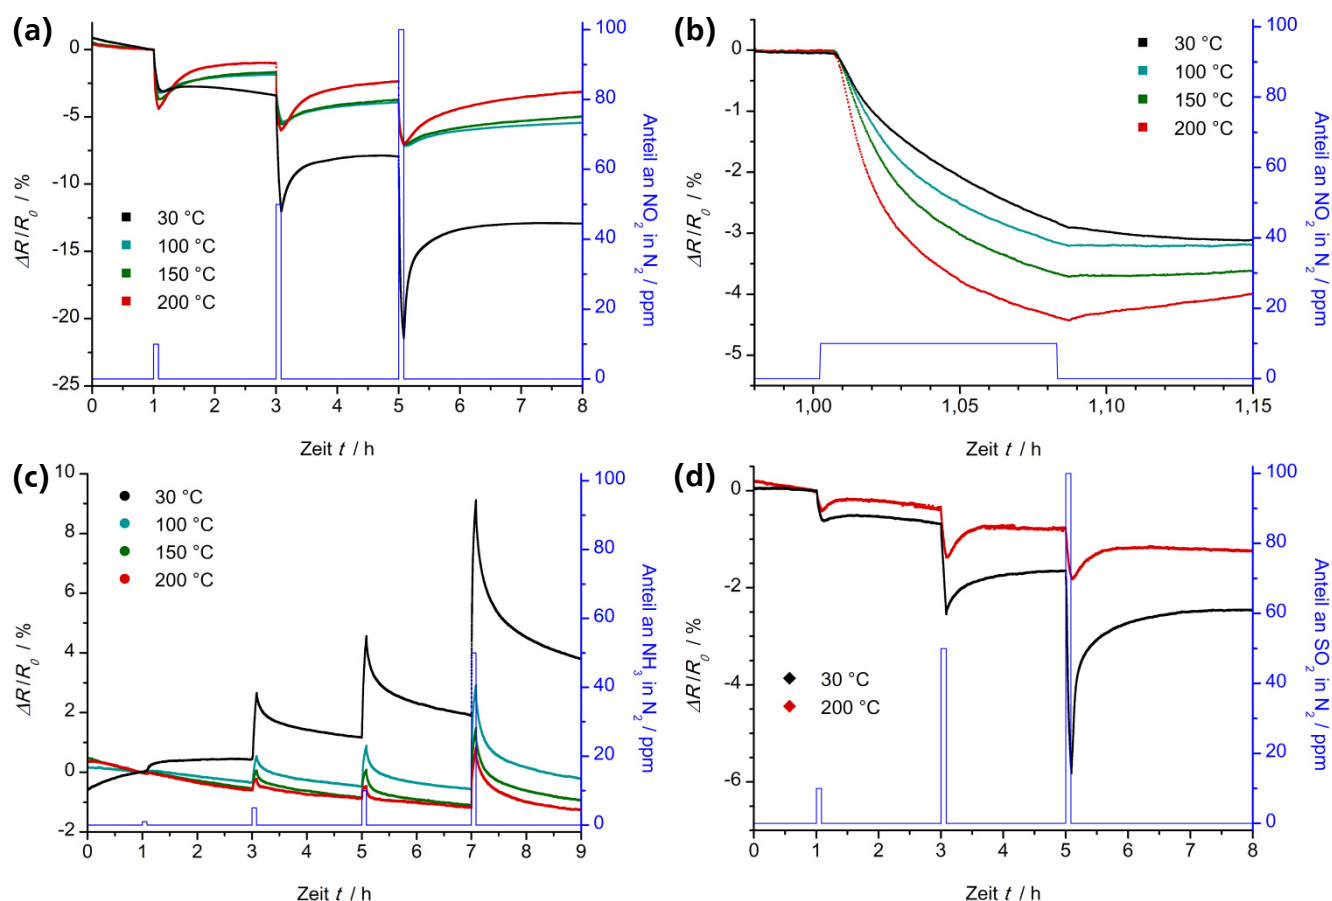 (a)
0
-5
-10
-15
-20
-25
ΔR/R0 / %
30 °C
100 °C
150 °C
200 °C
0 1 2 3 4 5 6 7 8
Zeit t / h
100
80
60
40
20
0
Anteil an NO2 in N2 / ppm
(b)
0
-1
-2
-3
-4
-5
ΔR/R0 / %
30 °C
100 °C
150 °C
200 °C
1,00 1,05 1,10 1,15
Zeit t / h
100
80
60
40
20
0
Anteil an NO2 in N2 / ppm
(c)
10
8
6
4
2
0
-2
ΔR/R0 / %
30 °C
100 °C
150 °C
200 °C
0 1 2 3 4 5 6 7 8 9
Zeit t / h
100
80
60
40
20
0
Anteil an NH3 in N2 / ppm
(d)
0
-2
-4
-6
ΔR/R0 / %
30 °C
200 °C
0 1 2 3 4 5 6 7 8
Zeit t / h
100
80
60
40
20
0
Anteil an SO2 in N2 / ppm